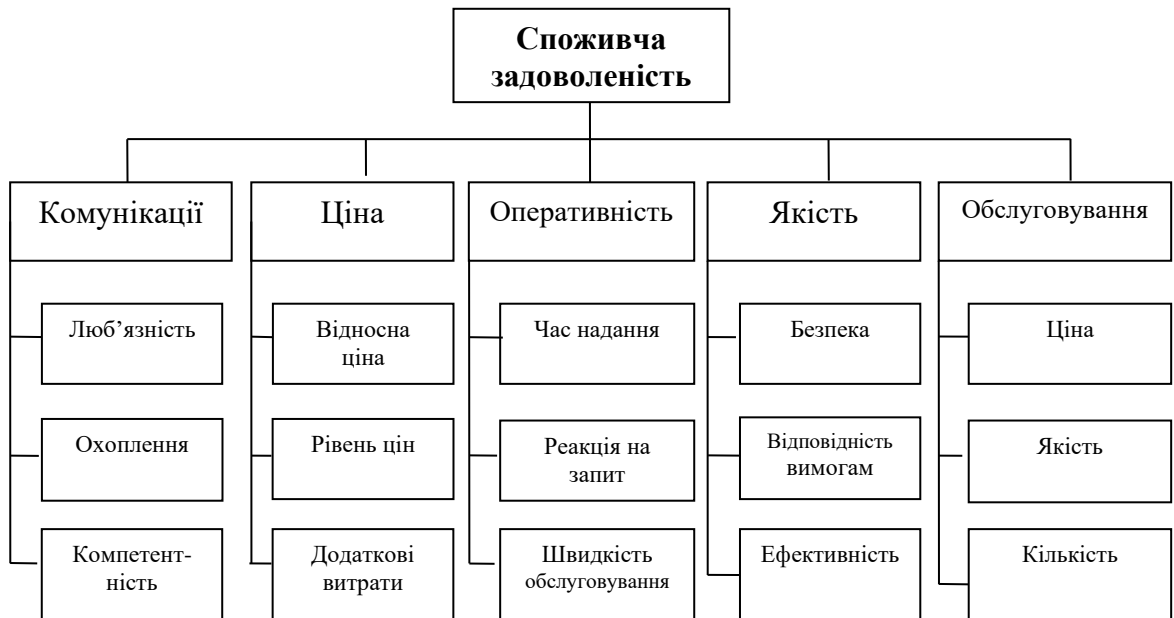 Споживча
задоволеність
Комунікації
Ціна
Оперативність
Якість
Обслуговування
Люб’язність
Відносна
ціна
Час надання
Безпека
Ціна
Охоплення
Рівень цін
Реакція на
запит
Відповідність
вимогам
Якість
Компетент-
ність
Додаткові
витрати
Швидкість
обслуговування
Ефективність
Кількість